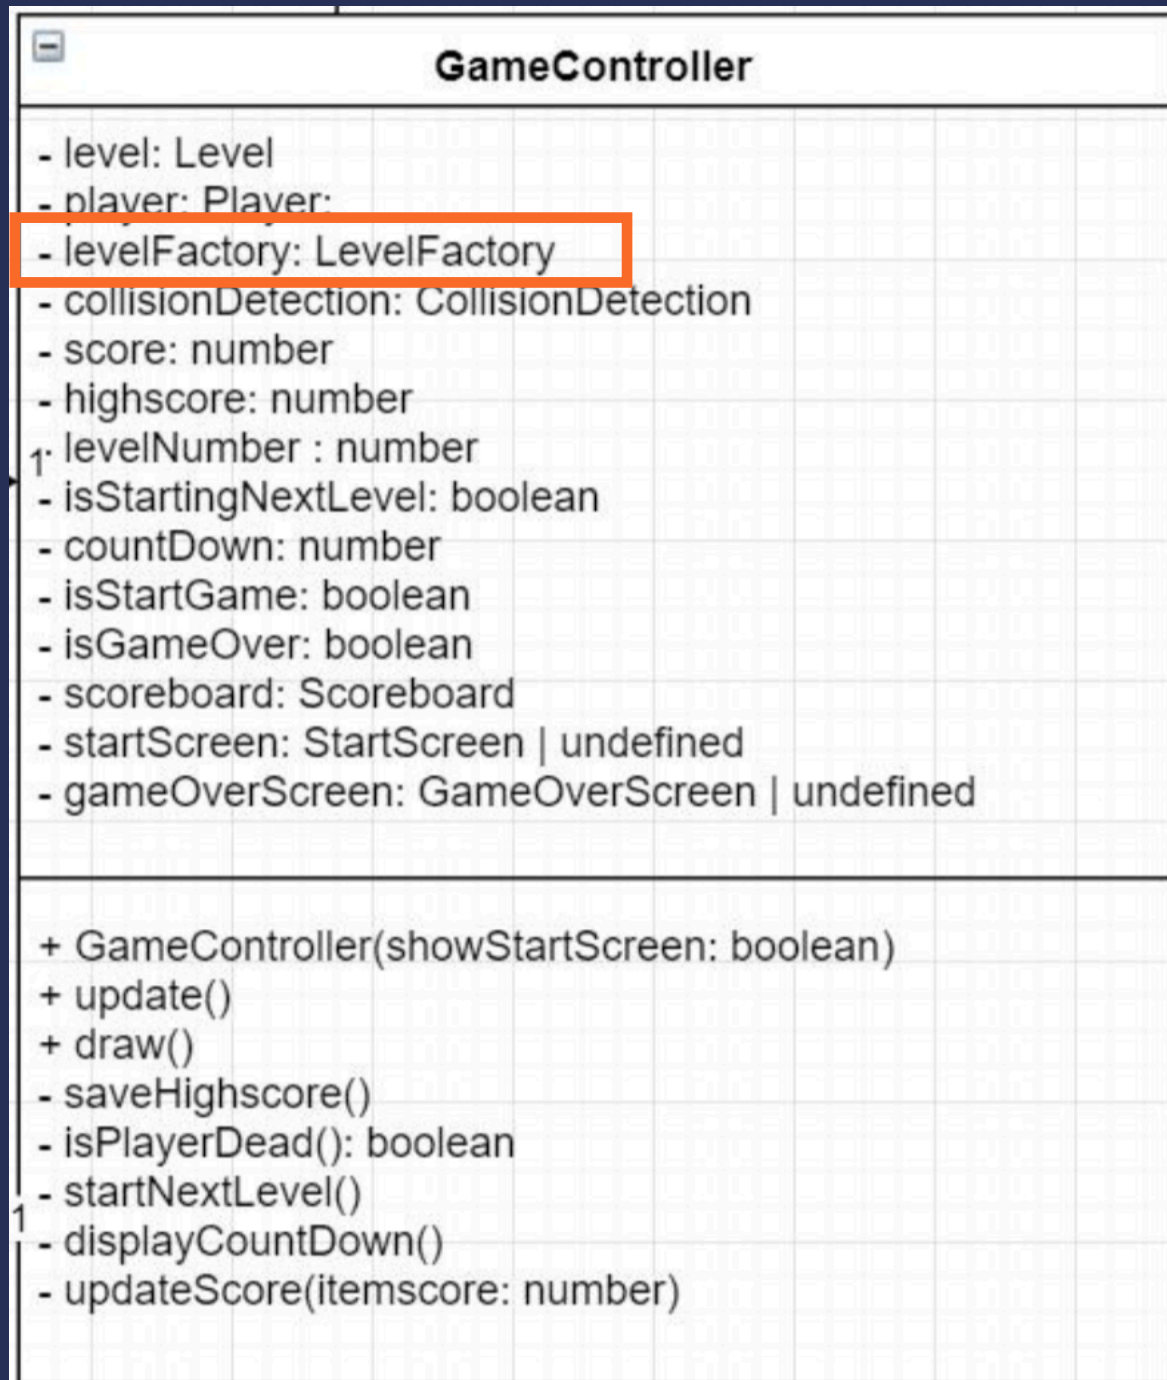 GameController
- level: Level
- player: Player:
- levelFactory: LevelFactory
- collisionDetection: CollisionDetection
- score: number
- highscore: number
- levelNumber : number
1
- isStartingNextLevel: boolean
- countDown: number
- isStartGame: boolean
- isGameOver: boolean
- scoreboard: Scoreboard
- startScreen: StartScreen | undefined
- gameOverScreen: GameOverScreen | undefined
+ GameController(showStartScreen: boolean)
+ update()
+ draw()
- saveHighscore()
- isPlayerDead(): boolean
- startNextLevel()
1
- displayCountDown()
- updateScore(itemscore: number)